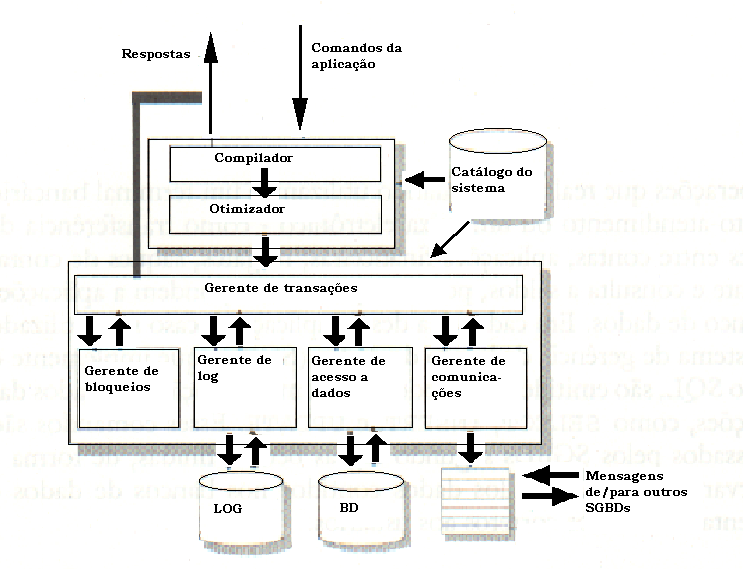 Respostas
Comandos da
aplicação
Compilador
Otimizador
Catálogo do
sistema
Gerente de transações
Gerente de
bloqueios
Gerente de
log
Gerente de
acesso a
dados
Gerente de
comunica-
ções
LOG
BD
Mensagens
de/para outros
SGBDs